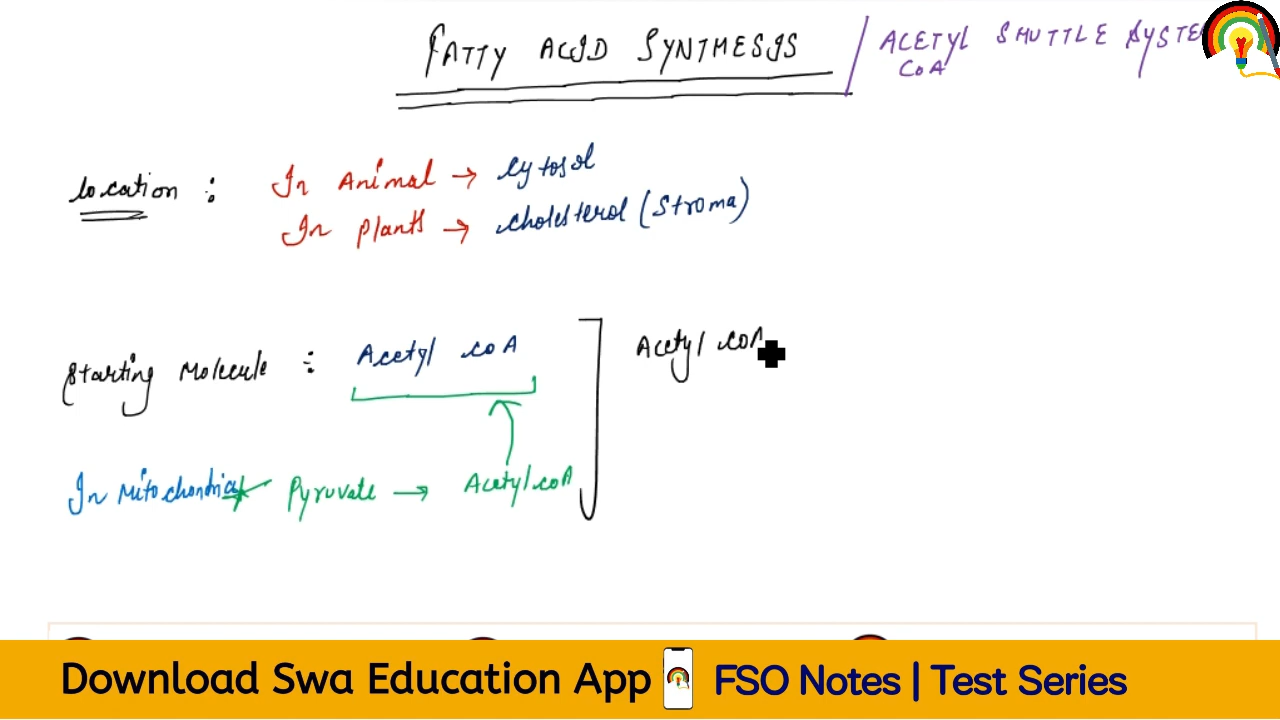 FATTY ACID SYNTHESIS / ACETYL CoA SHUTTLE SYSTE
Location : In Animal → Cytosol
In plants → Cholesterol (Stroma)
Starting Molecule : Acetyl coA
Acetyl coA
In Mitochondria → Pyruvate → Acetyl coA
Download Swa Education App FSO Notes | Test Series